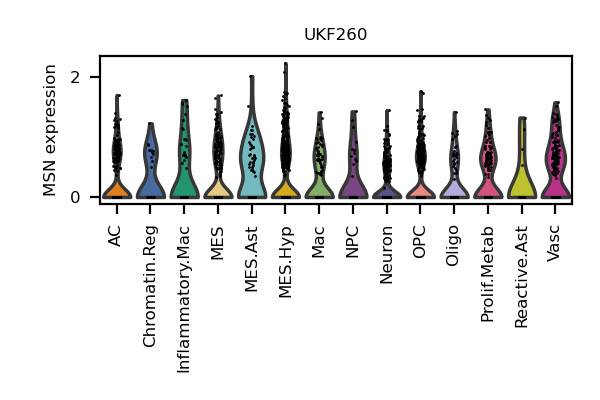 UKF260
MSN expression
2
0
AC
Chromatin.Reg
Inflammatory.Mac
MES
MES.Ast
MES.Hyp
Mac
NPC
Neuron
OPC
Oligo
Prolif.Metab
Reactive.Ast
Vasc